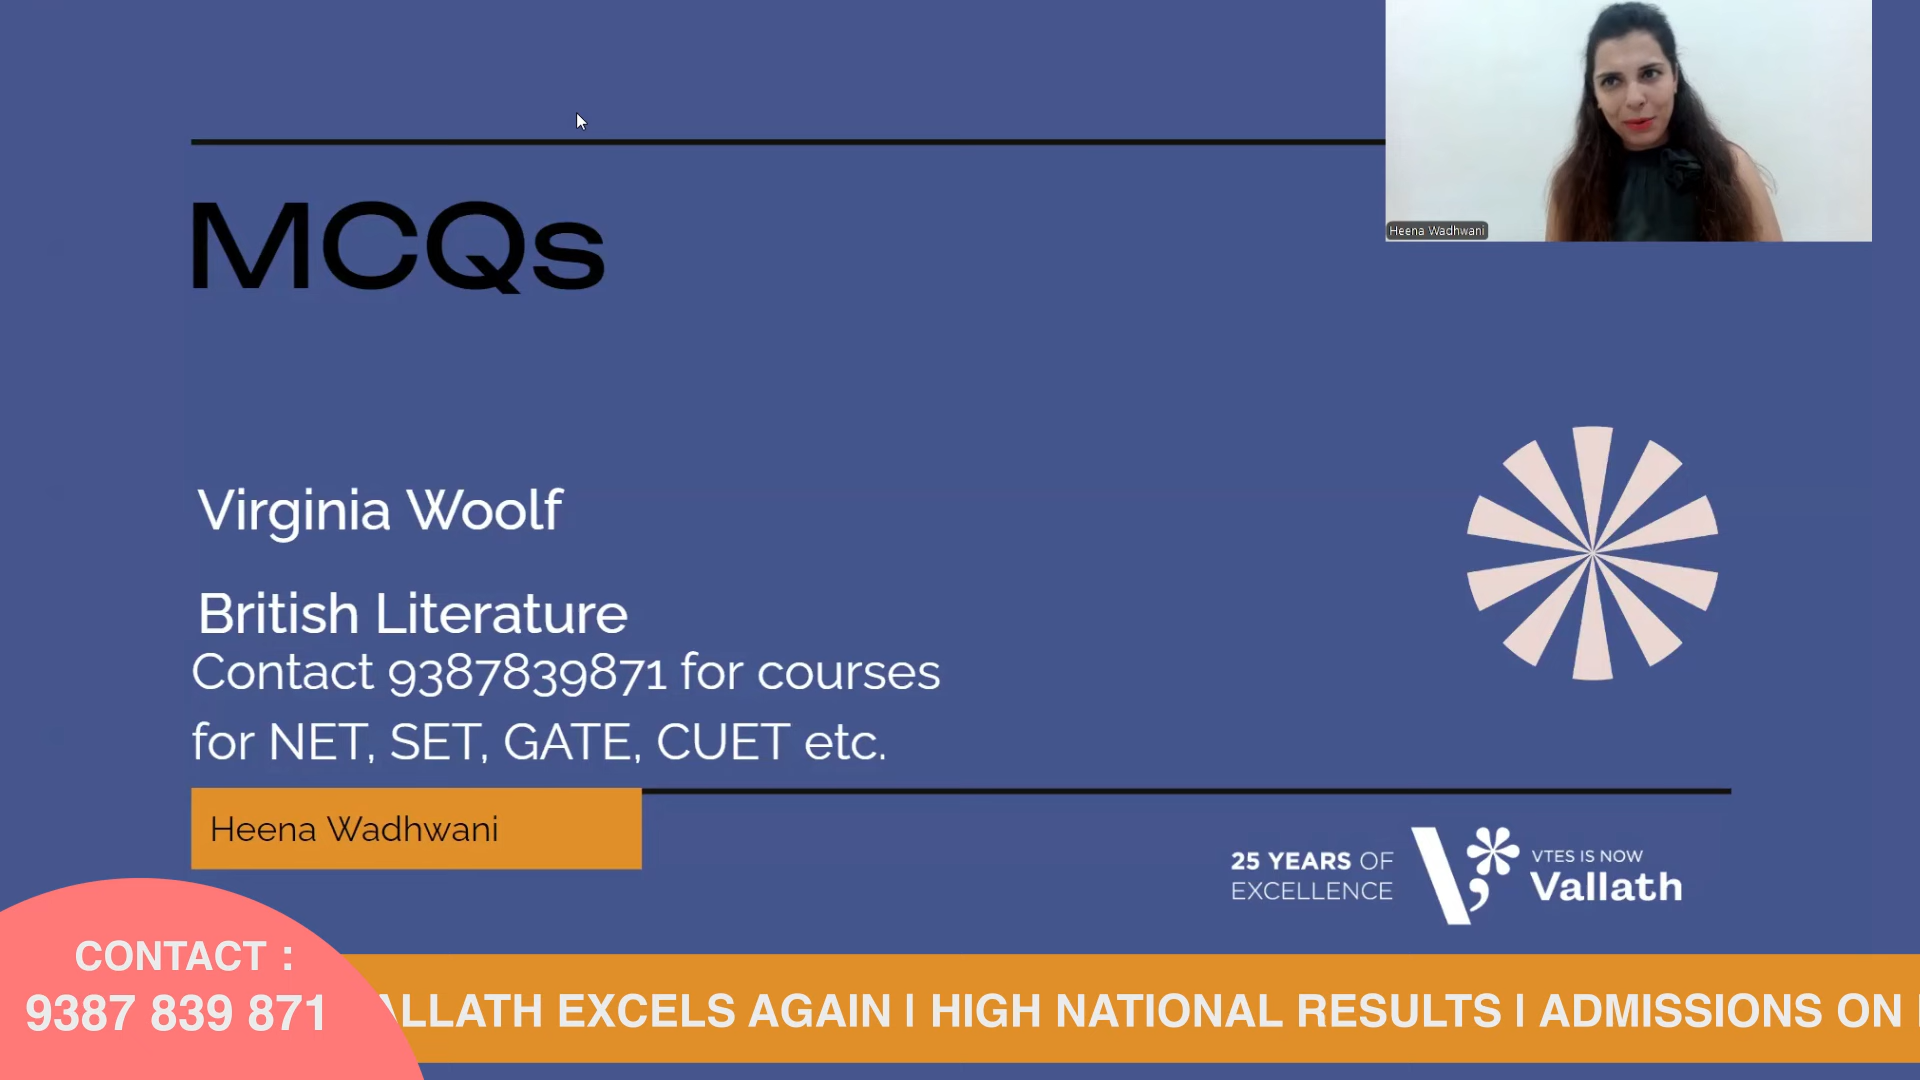 Heena Wadhwani
MCQs
Virginia Woolf
British Literature
Contact 9387839871 for courses
for NET, SET, GATE, CUET etc.
Heena Wadhwani
25 YEARS OF
EXCELLENCE
VTES IS NOW
Vallath
CONTACT :
9387 839 871
ALLATH EXCELS AGAIN | HIGH NATIONAL RESULTS | ADMISSIONS ON